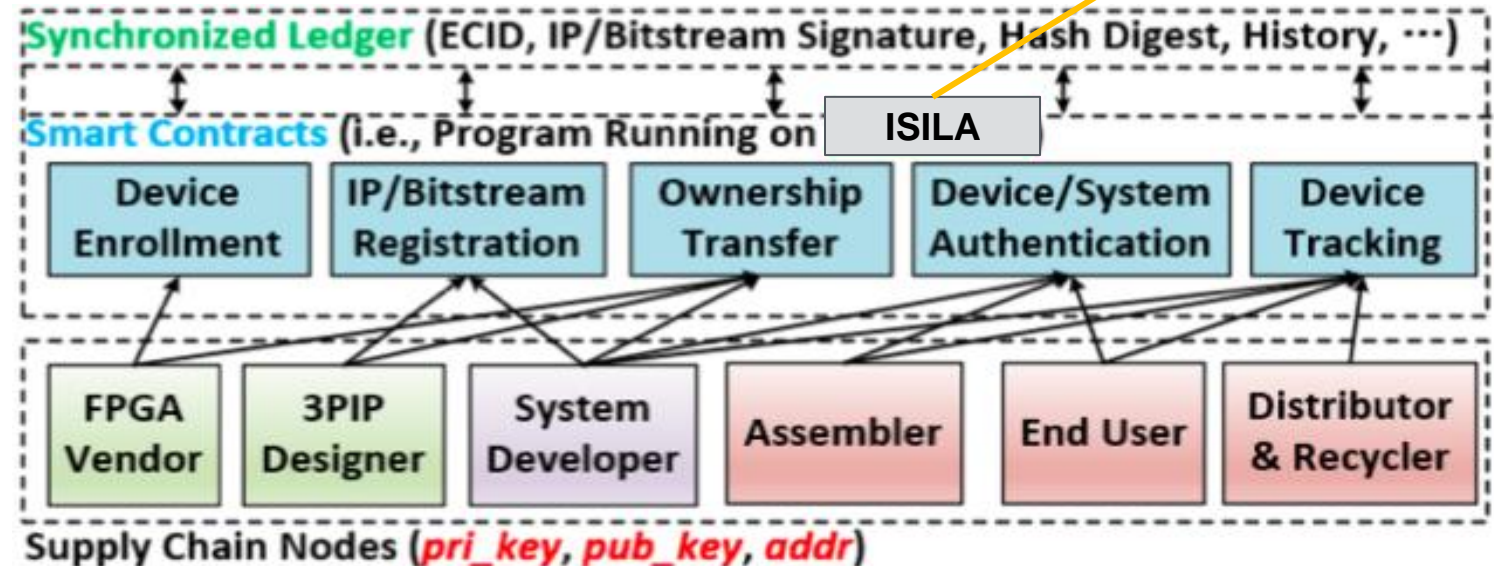 Synchronized Ledger (ECID, IP/Bitstream Signature, Hash Digest, History, ⋯)
Smart Contracts (i.e., Program Running on ISILA )
Device
Enrollment
IP/Bitstream
Registration
Ownership
Transfer
Device/System
Authentication
Device
Tracking
FPGA
Vendor
3PIP
Designer
System
Developer
Assembler
End User
Distributor
& Recycler
Supply Chain Nodes (pri_key, pub_key, addr)